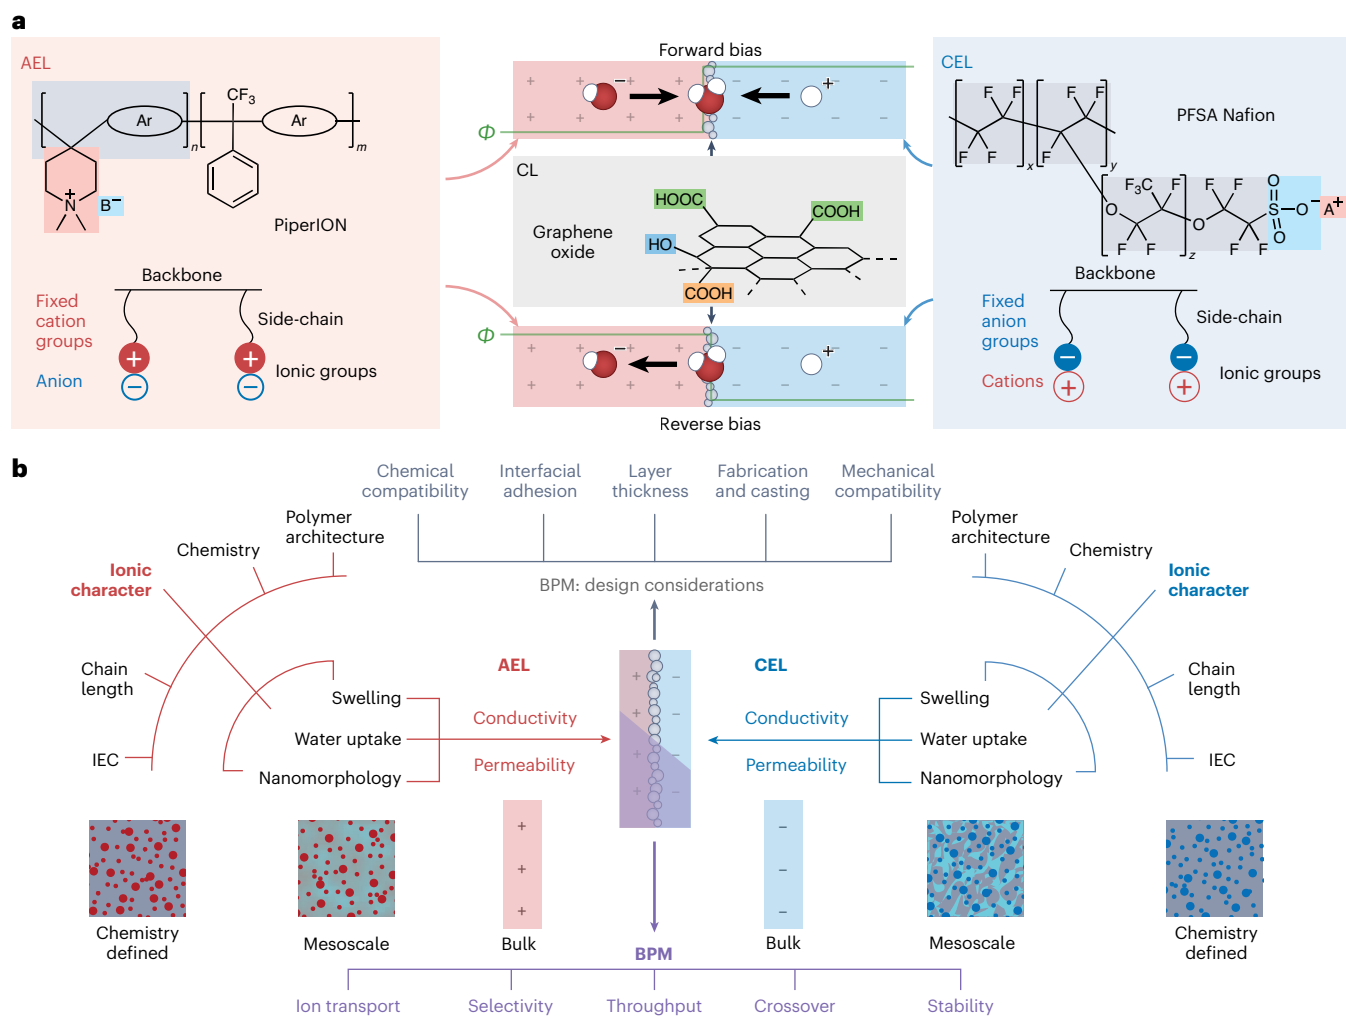 a
AEL
Ar
n
CF3
Ar
m
N
+
B−
PiperION
Backbone
Fixed
cation
groups
Side-chain
Anion
Ionic groups
Forward bias
Φ
CL
Graphene
oxide
HOOC
COOH
HO
COOH
Φ
Reverse bias
CEL
F F F F
F F F
x
y
PFSA Nafion
F3C F F F
O
O
F F F F
z
O
S
O
O−
A+
Backbone
Fixed
anion
groups
Side-chain
Cations
Ionic groups
b
Chemical
compatibility
Interfacial
adhesion
Layer
thickness
Fabrication
and casting
Mechanical
compatibility
BPM: design considerations
Polymer
architecture
Chemistry
Ionic
character
Chain
length
IEC
Swelling
Water uptake
Nanomorphology
AEL
Conductivity
Permeability
CEL
Conductivity
Permeability
Swelling
Water uptake
Nanomorphology
Polymer
architecture
Chemistry
Ionic
character
Chain
length
IEC
Chemistry
defined
Mesoscale
Bulk
Bulk
Mesoscale
Chemistry
defined
BPM
Ion transport
Selectivity
Throughput
Crossover
Stability